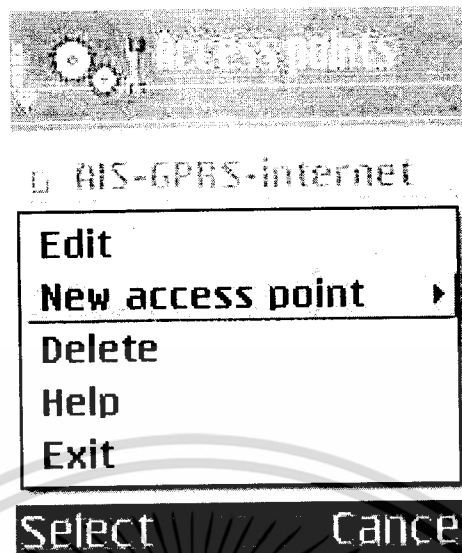 Access points
AIS-GPRS-internet
Edit
New access point
Delete
Help
Exit
Select Cance